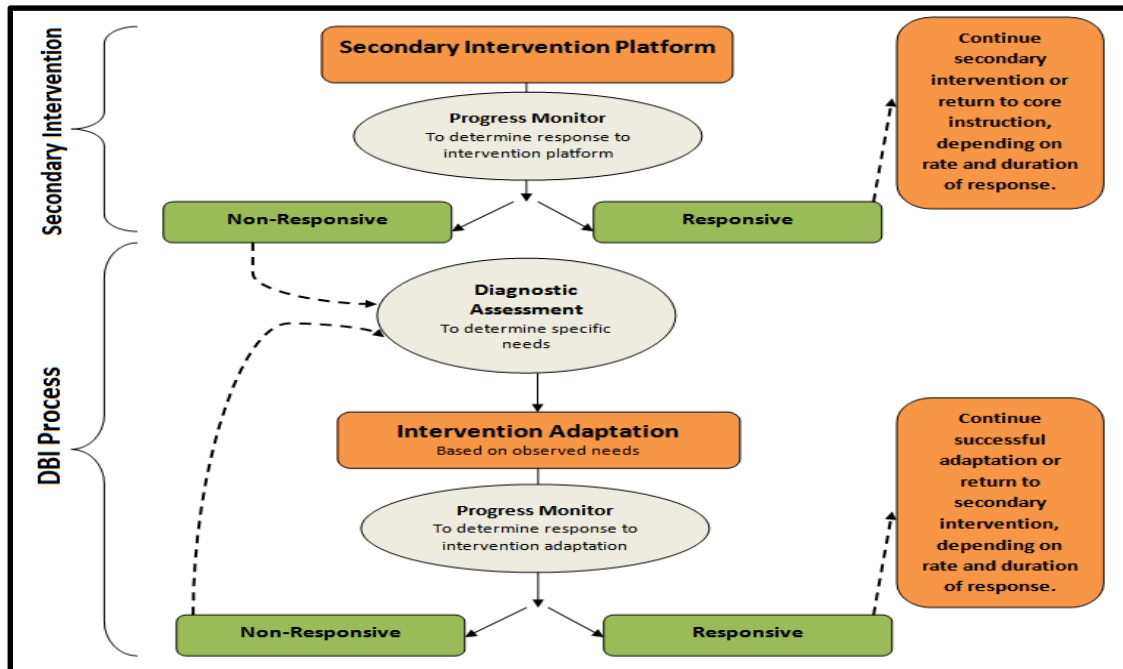 Secondary Intervention
Secondary Intervention Platform
Progress Monitor
To determine response to
intervention platform
Non-Responsive
Responsive
Continue
secondary
intervention or
return to core
instruction,
depending on
rate and duration
of response.
DBI Process
Diagnostic
Assessment
To determine specific
needs
Intervention Adaptation
Based on observed needs
Progress Monitor
To determine response to
intervention adaptation
Non-Responsive
Responsive
Continue
successful
adaptation or
return to
secondary
intervention,
depending on
rate and duration
of response.